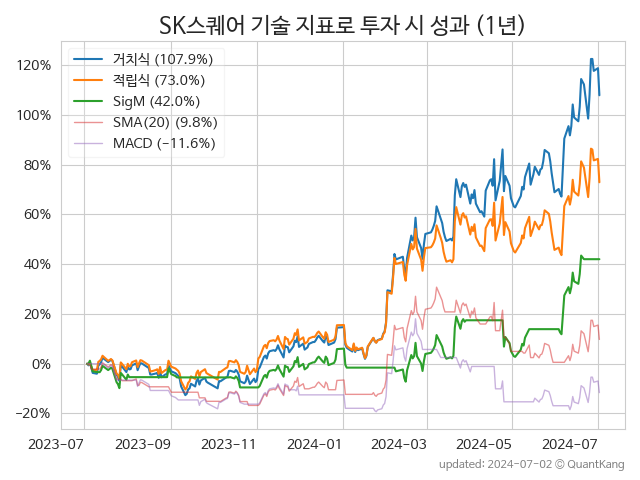 SK스퀘어 기술 지표로 투자 시 성과 (1년)
거치식 (107.9%)
적립식 (73.0%)
SigM (42.0%)
SMA(20) (9.8%)
MACD (−11.6%)
120%
100%
80%
60%
40%
20%
0%
−20%
2023-07 2023-09 2023-11 2024-01 2024-03 2024-05 2024-07
updated: 2024-07-02 © QuantKang